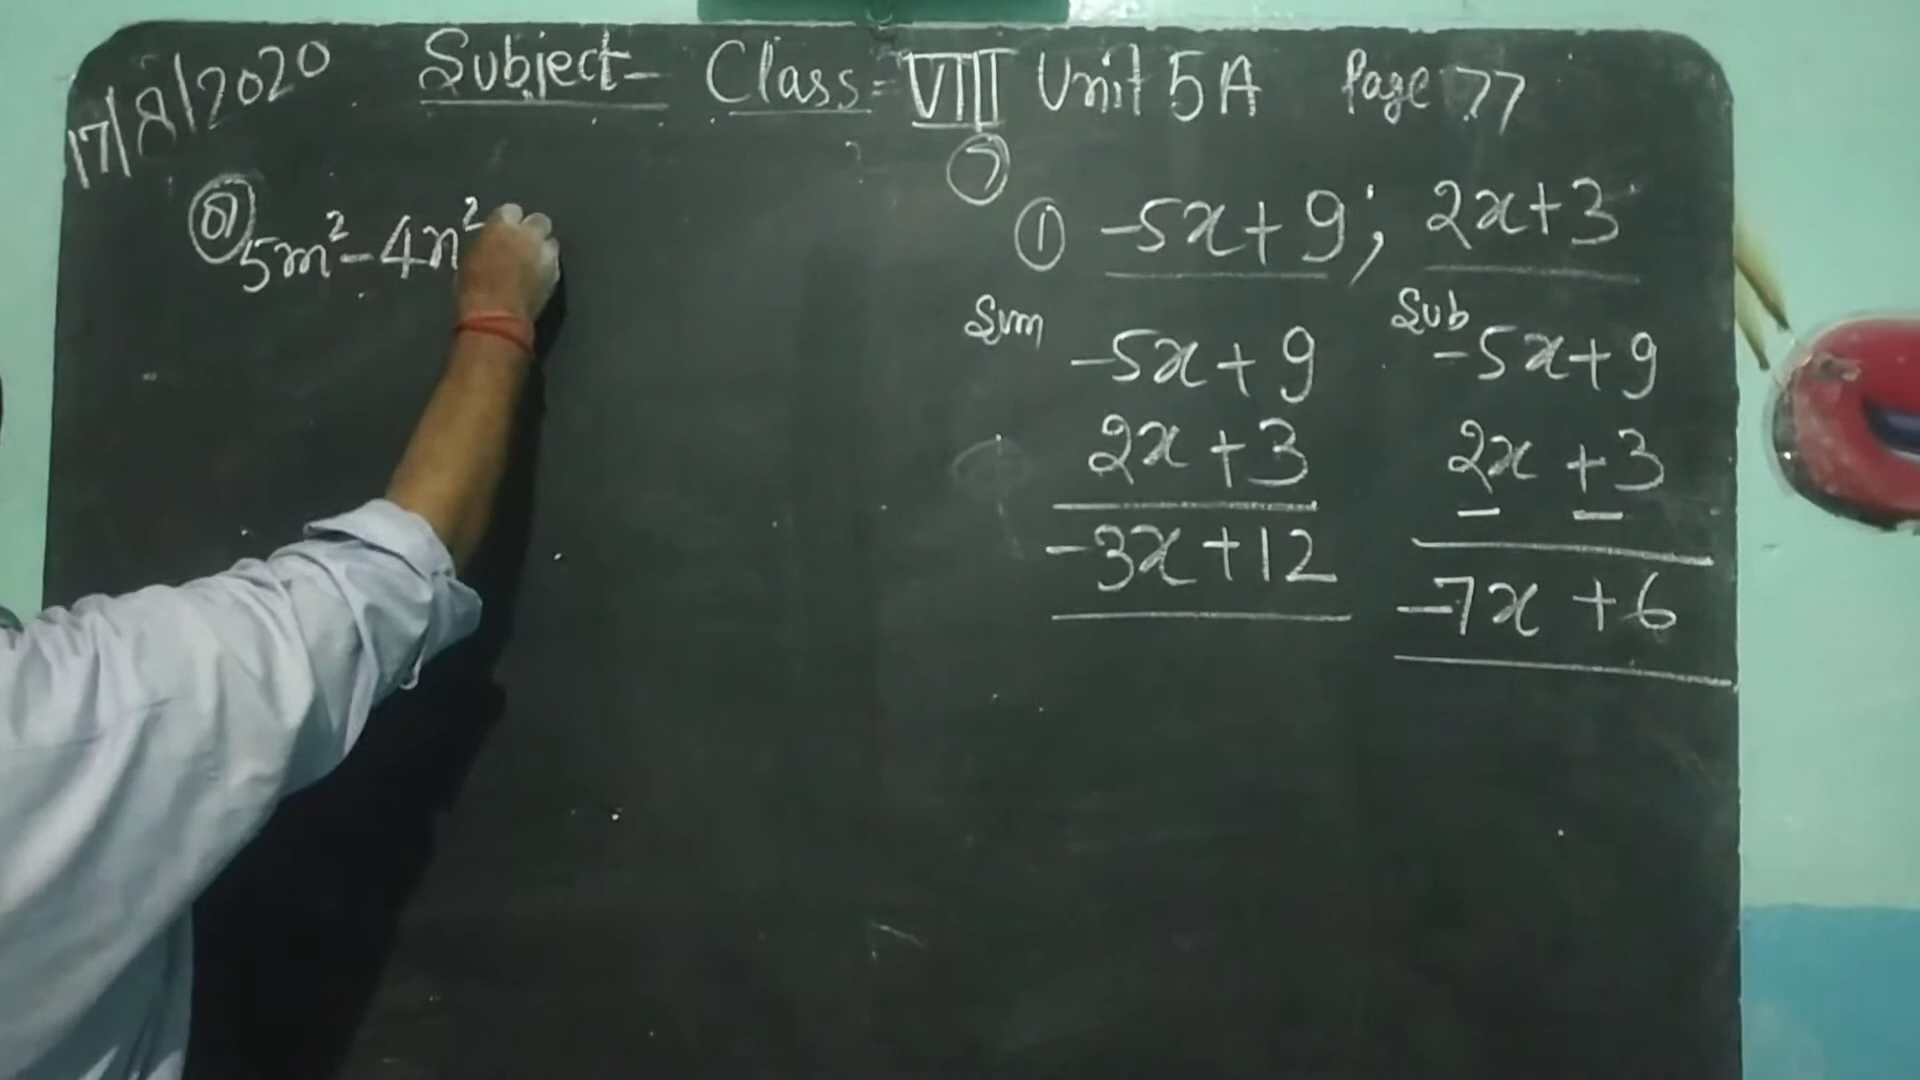 17/8/2020 Subject- Class = VIII Unit 5A Page 77
5m² - 4n²
7
① -5x+9; 2x+3
Sum
-5x+9
2x+3
-3x+12
Sub
-5x+9
2x+3
- -
-7x+6